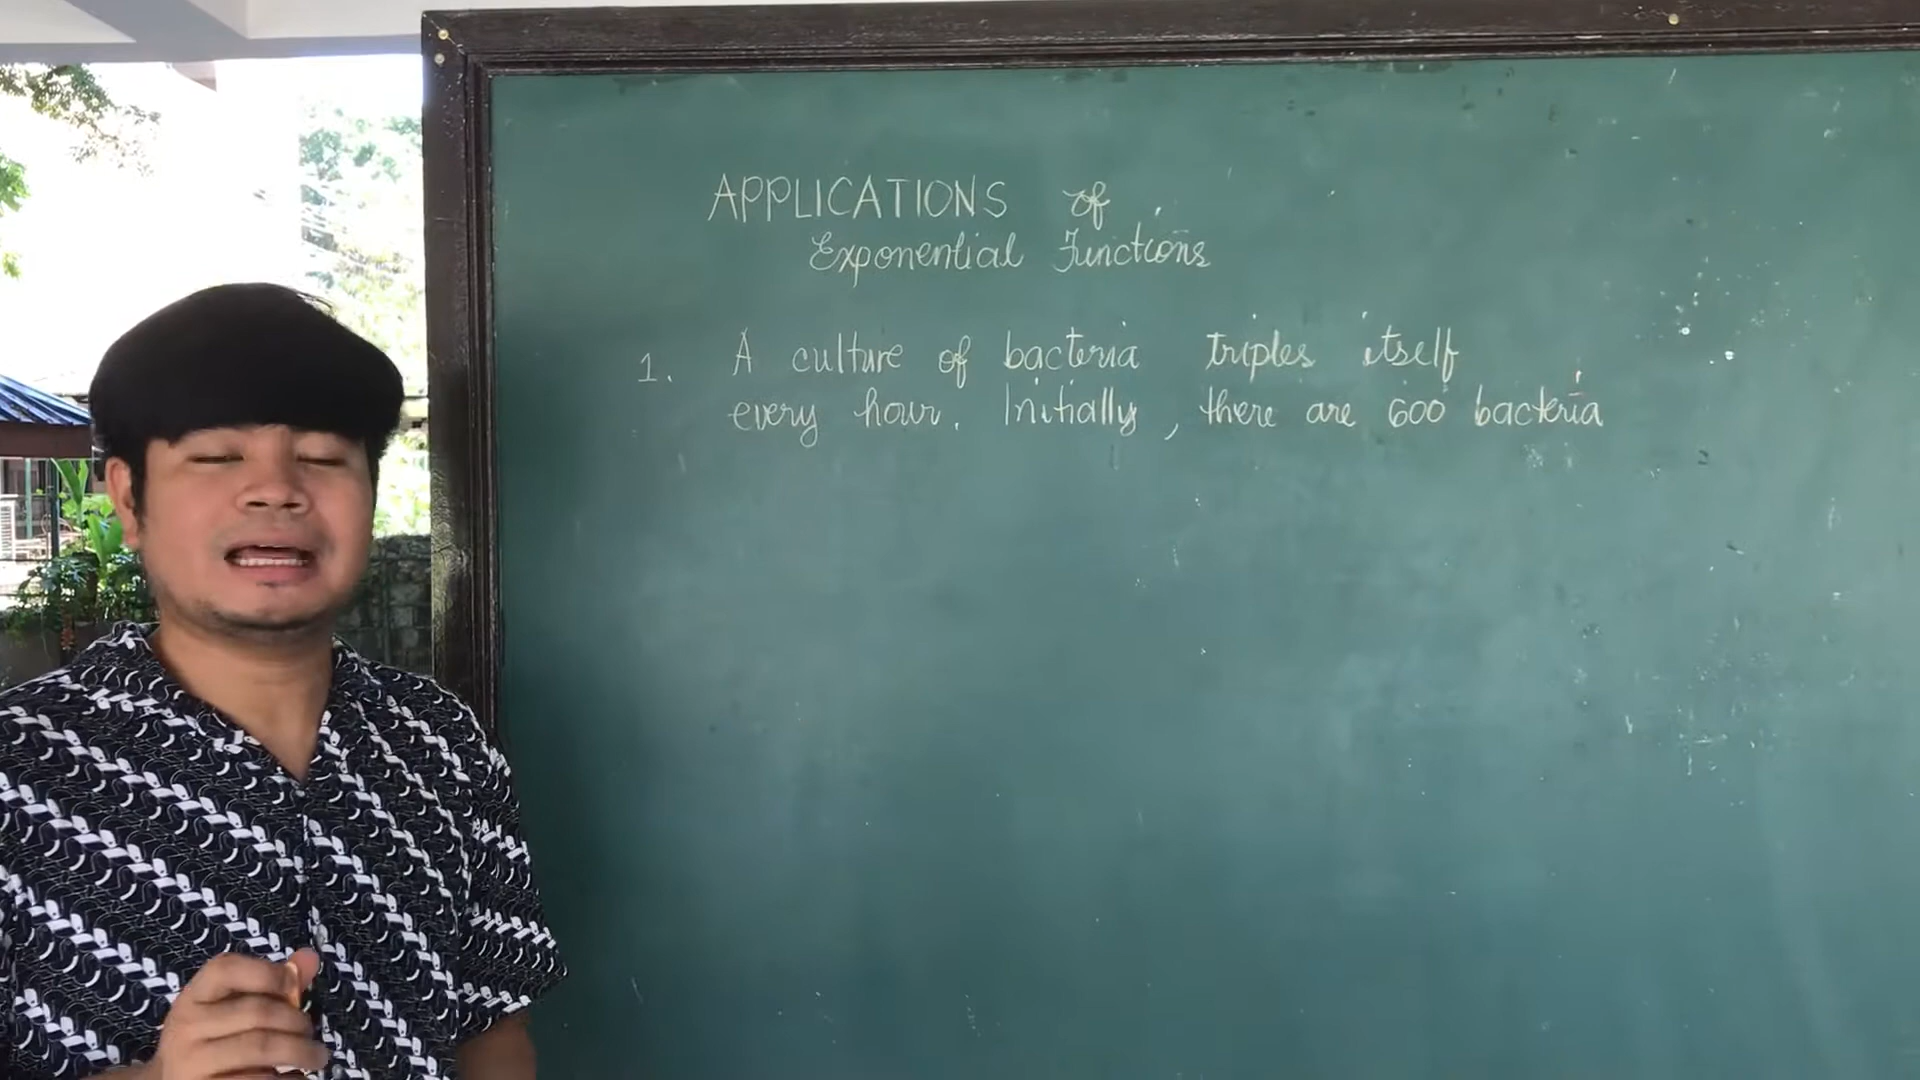 APPLICATIONS of
Exponential Functions
1. A culture of bacteria triples itself
every hour. Initially, there are 600 bacteria